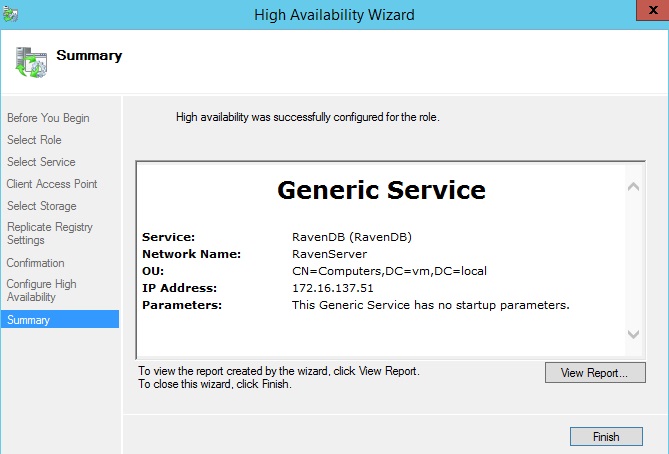 High Availability Wizard
x
Summary
Before You Begin
Select Role
Select Service
Client Access Point
Select Storage
Replicate Registry
Settings
Confirmation
Configure High
Availability
Summary
High availability was successfully configured for the role.
Generic Service
Service: RavenDB (RavenDB)
Network Name: RavenServer
OU: CN=Computers,DC=vm,DC=local
IP Address: 172.16.137.51
Parameters: This Generic Service has no startup parameters.
To view the report created by the wizard, click View Report.
To close this wizard, click Finish.
View Report...
Finish